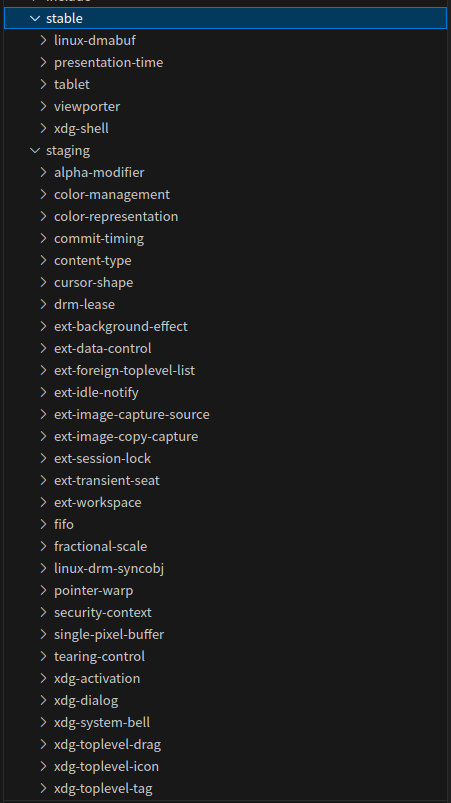 include
stable
linux-dmabuf
presentation-time
tablet
viewporter
xdg-shell
staging
alpha-modifier
color-management
color-representation
commit-timing
content-type
cursor-shape
drm-lease
ext-background-effect
ext-data-control
ext-foreign-toplevel-list
ext-idle-notify
ext-image-capture-source
ext-image-copy-capture
ext-session-lock
ext-transient-seat
ext-workspace
fifo
fractional-scale
linux-drm-syncobj
pointer-warp
security-context
single-pixel-buffer
tearing-control
xdg-activation
xdg-dialog
xdg-system-bell
xdg-toplevel-drag
xdg-toplevel-icon
xdg-toplevel-tag